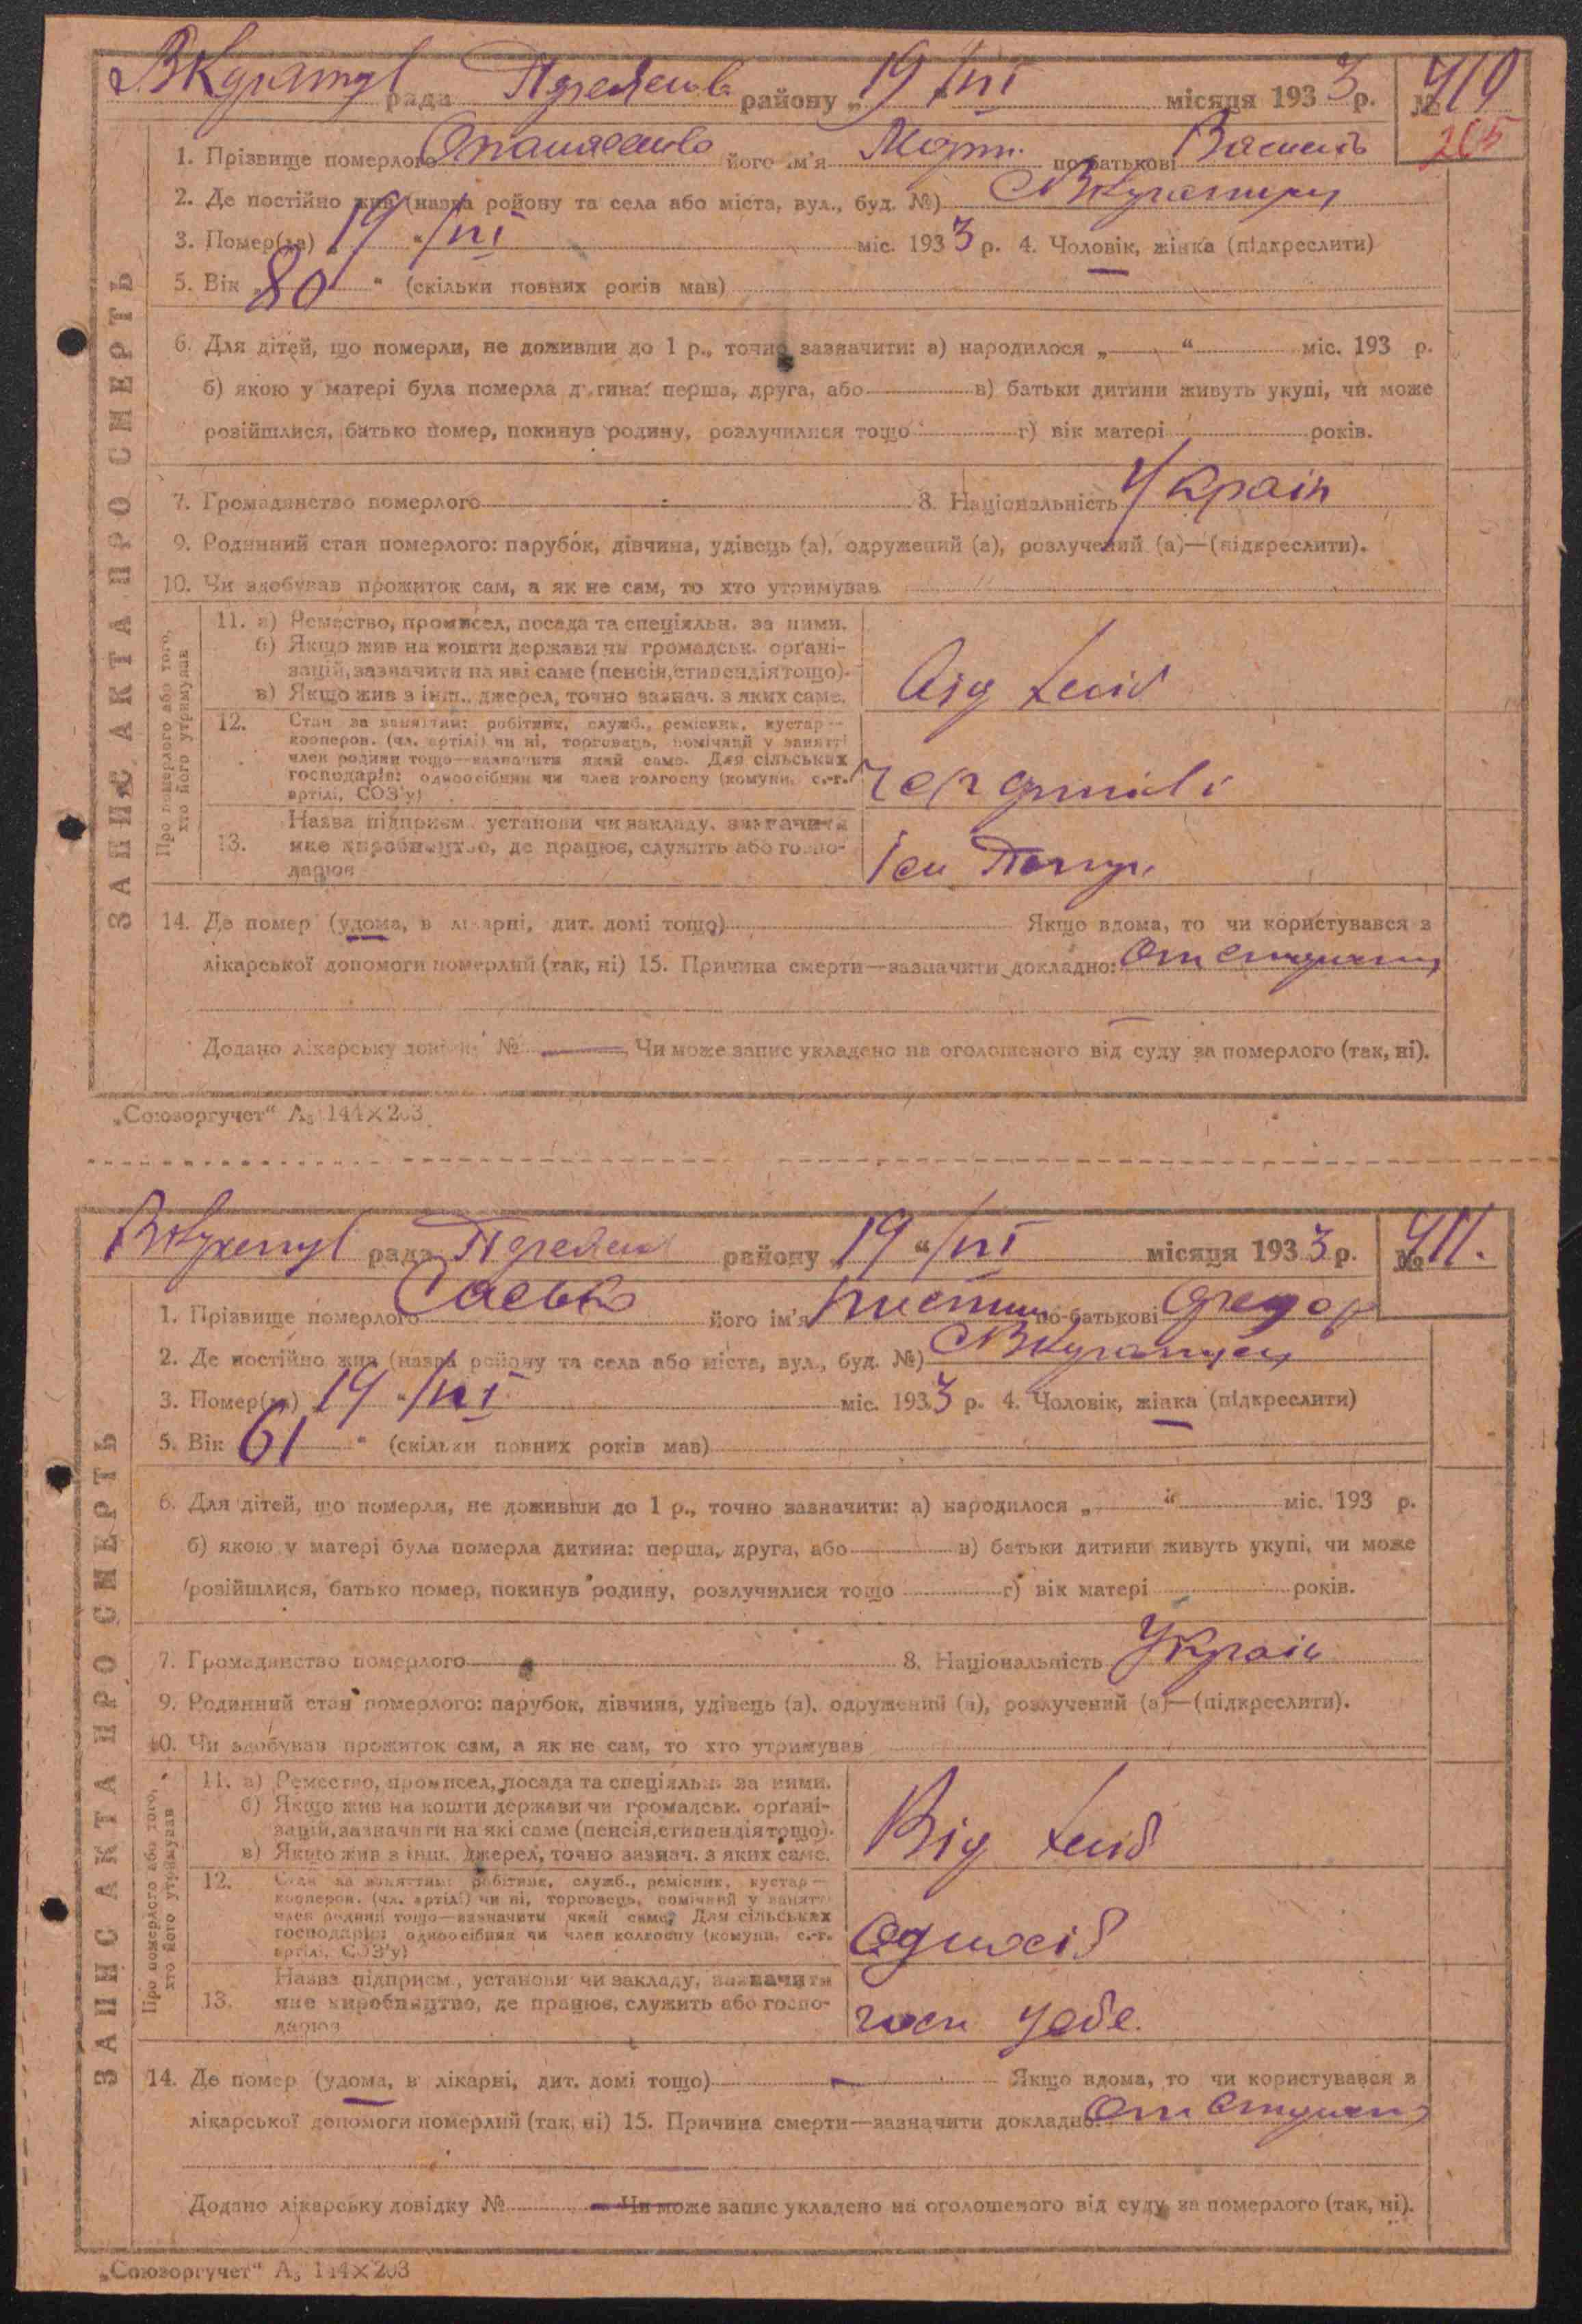 рада району „ 19 " /VI місяця 1933 р. № 410
265
1. Прізвище померлого його ім'я по батькові
2. Де постійно жив (назва ройону та села або міста, вул., буд. №)
3. Помер(ла) 19 " /VI міс. 1933 р. 4. Чоловік, жінка (підкреслити)
5. Вік „ 80 " (скільки повних років мав)
6. Для дітей, що померли, не доживши до 1 р., точно зазначити: а) народилося „ " міс. 193 р.
б) якою у матері була померла дитина: перша, друга, або в) батьки дитини живуть укупі, чи може
розійшлися, батько помер, покинув родину, розлучилися тощо г) вік матері років.
7. Громадянство померлого 8. Національність Україн
9. Родинний стан померлого: парубок, дівчина, удівець (а), одружений (а), розлучений (а)—(підкреслити).
10. Чи здобував прожиток сам, а як не сам, то хто утримував
ЗАПИС АКТА ПРО СМЕРТЬ
Про померлого або того, хто його утримував
11. а) Ремество, промисел, посада та спеціяльн. за ними.
б) Якщо жив на кошти держави чи громадськ. орґані-
зацій, зазначити на які саме (пенсія, стипендія тощо).
в) Якщо жив з інш. джерел, точно зазнач. з яких саме.
Від
12. Стан за заняттям: робітник, служб., ремісник, кустар—
кооперов. (чл. артілі) чи ні, торговець, помічний у занятті
член родини тощо—зазначити який саме. Для сільських
господарів: одноосібник чи член колгоспу (комуни, с.-г.
артілі, СОЗ'у)
13. Назва підприєм. установи чи закладу, зазначити
яке виробництво, де працює, служить або госпо-
дарює
14. Де помер (удома, в лікарні, дит. домі тощо) Якщо вдома, то чи користувався з
лікарської допомоги померлий (так, ні) 15. Причина смерти—зазначити докладно: От
Додано лікарську довідку № Чи може запис укладено на оголошеного від суду за померлого (так, ні).
„Союзоргучет" А₅ 144×203
рада району „ 19 " /VI місяця 1933 р. № 411.
1. Прізвище померлого його ім'я по-батькові Федор
2. Де постійно жив (назва ройону та села або міста, вул., буд. №)
3. Помер(ла) 19 " /VI міс. 1933 р. 4. Чоловік, жінка (підкреслити)
5. Вік 61 " (скільки повних років мав)
6. Для дітей, що померли, не доживши до 1 р., точно зазначити: а) народилося „ " міс. 193 р.
б) якою у матері була померла дитина: перша, друга, або в) батьки дитини живуть укупі, чи може
розійшлися, батько помер, покинув родину, розлучилися тощо г) вік матері років.
7. Громадянство померлого 8. Національність Україн
9. Родинний стан померлого: парубок, дівчина, удівець (а), одружений (а), розлучений (а)—(підкреслити).
10. Чи здобував прожиток сам, а як не сам, то хто утримував
ЗАПИС АКТА ПРО СМЕРТЬ
Про померлого або того, хто його утримував
11. а) Ремество, промисел, посада та спеціяльн. за ними.
б) Якщо жив на кошти держави чи громадськ. орґані-
зацій, зазначити на які саме (пенсія, стипендія тощо).
в) Якщо жив з інш. джерел, точно зазнач. з яких саме.
Від
12. Стан за заняттям: робітник, служб., ремісник, кустар—
кооперов. (чл. артілі) чи ні, торговець, помічний у занятті
член родини тощо—зазначити який саме. Для сільських
господарів: одноосібник чи член колгоспу (комуни, с.-г.
артілі, СОЗ'у)
Одноосіб
13. Назва підприєм., установи чи закладу, зазначити
яке виробництво, де працює, служить або госпо-
дарює
14. Де помер (удома, в лікарні, дит. домі тощо) Якщо вдома, то чи користувався з
лікарської допомоги померлий (так, ні) 15. Причина смерти—зазначити докладно: От
Додано лікарську довідку № Чи може запис укладено на оголошеного від суду за померлого (так, ні).
„Союзоргучет" А₅ 144×203